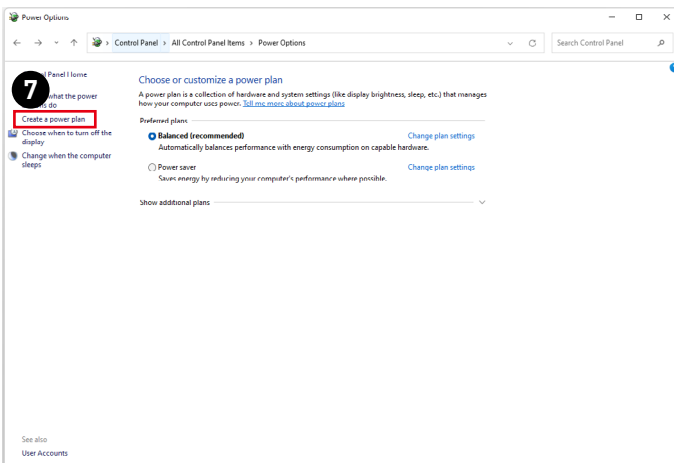 Power Options
Control Panel > All Control Panel Items > Power Options
Search Control Panel
7
Panel Home
what the power
do
Create a power plan
Choose when to turn off the
display
Change when the computer
sleeps
Choose or customize a power plan
A power plan is a collection of hardware and system settings (like display brightness, sleep, etc.) that manages
how your computer uses power. Tell me more about power plans
Preferred plans
Balanced (recommended) Change plan settings
Automatically balances performance with energy consumption on capable hardware.
Power saver Change plan settings
Saves energy by reducing your computer's performance where possible.
Show additional plans
See also
User Accounts